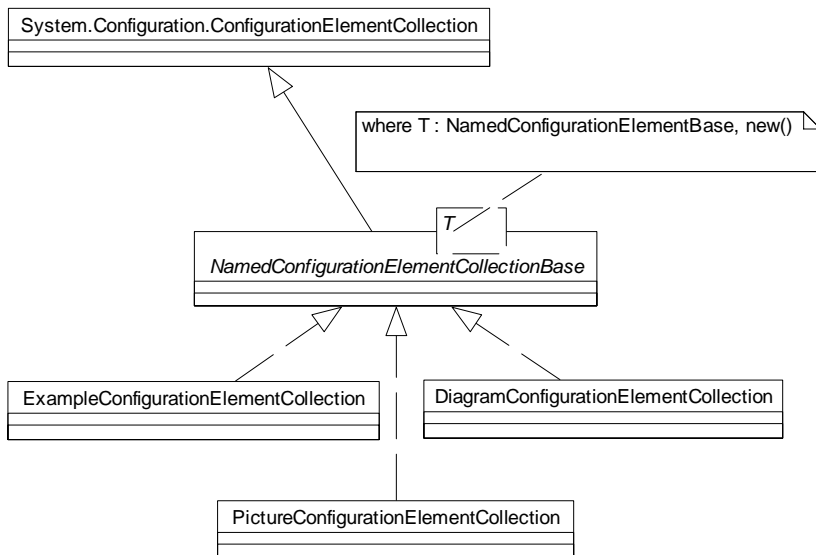 System.Configuration.ConfigurationElementCollection
where T : NamedConfigurationElementBase, new()
T
NamedConfigurationElementCollectionBase
ExampleConfigurationElementCollection
DiagramConfigurationElementCollection
PictureConfigurationElementCollection